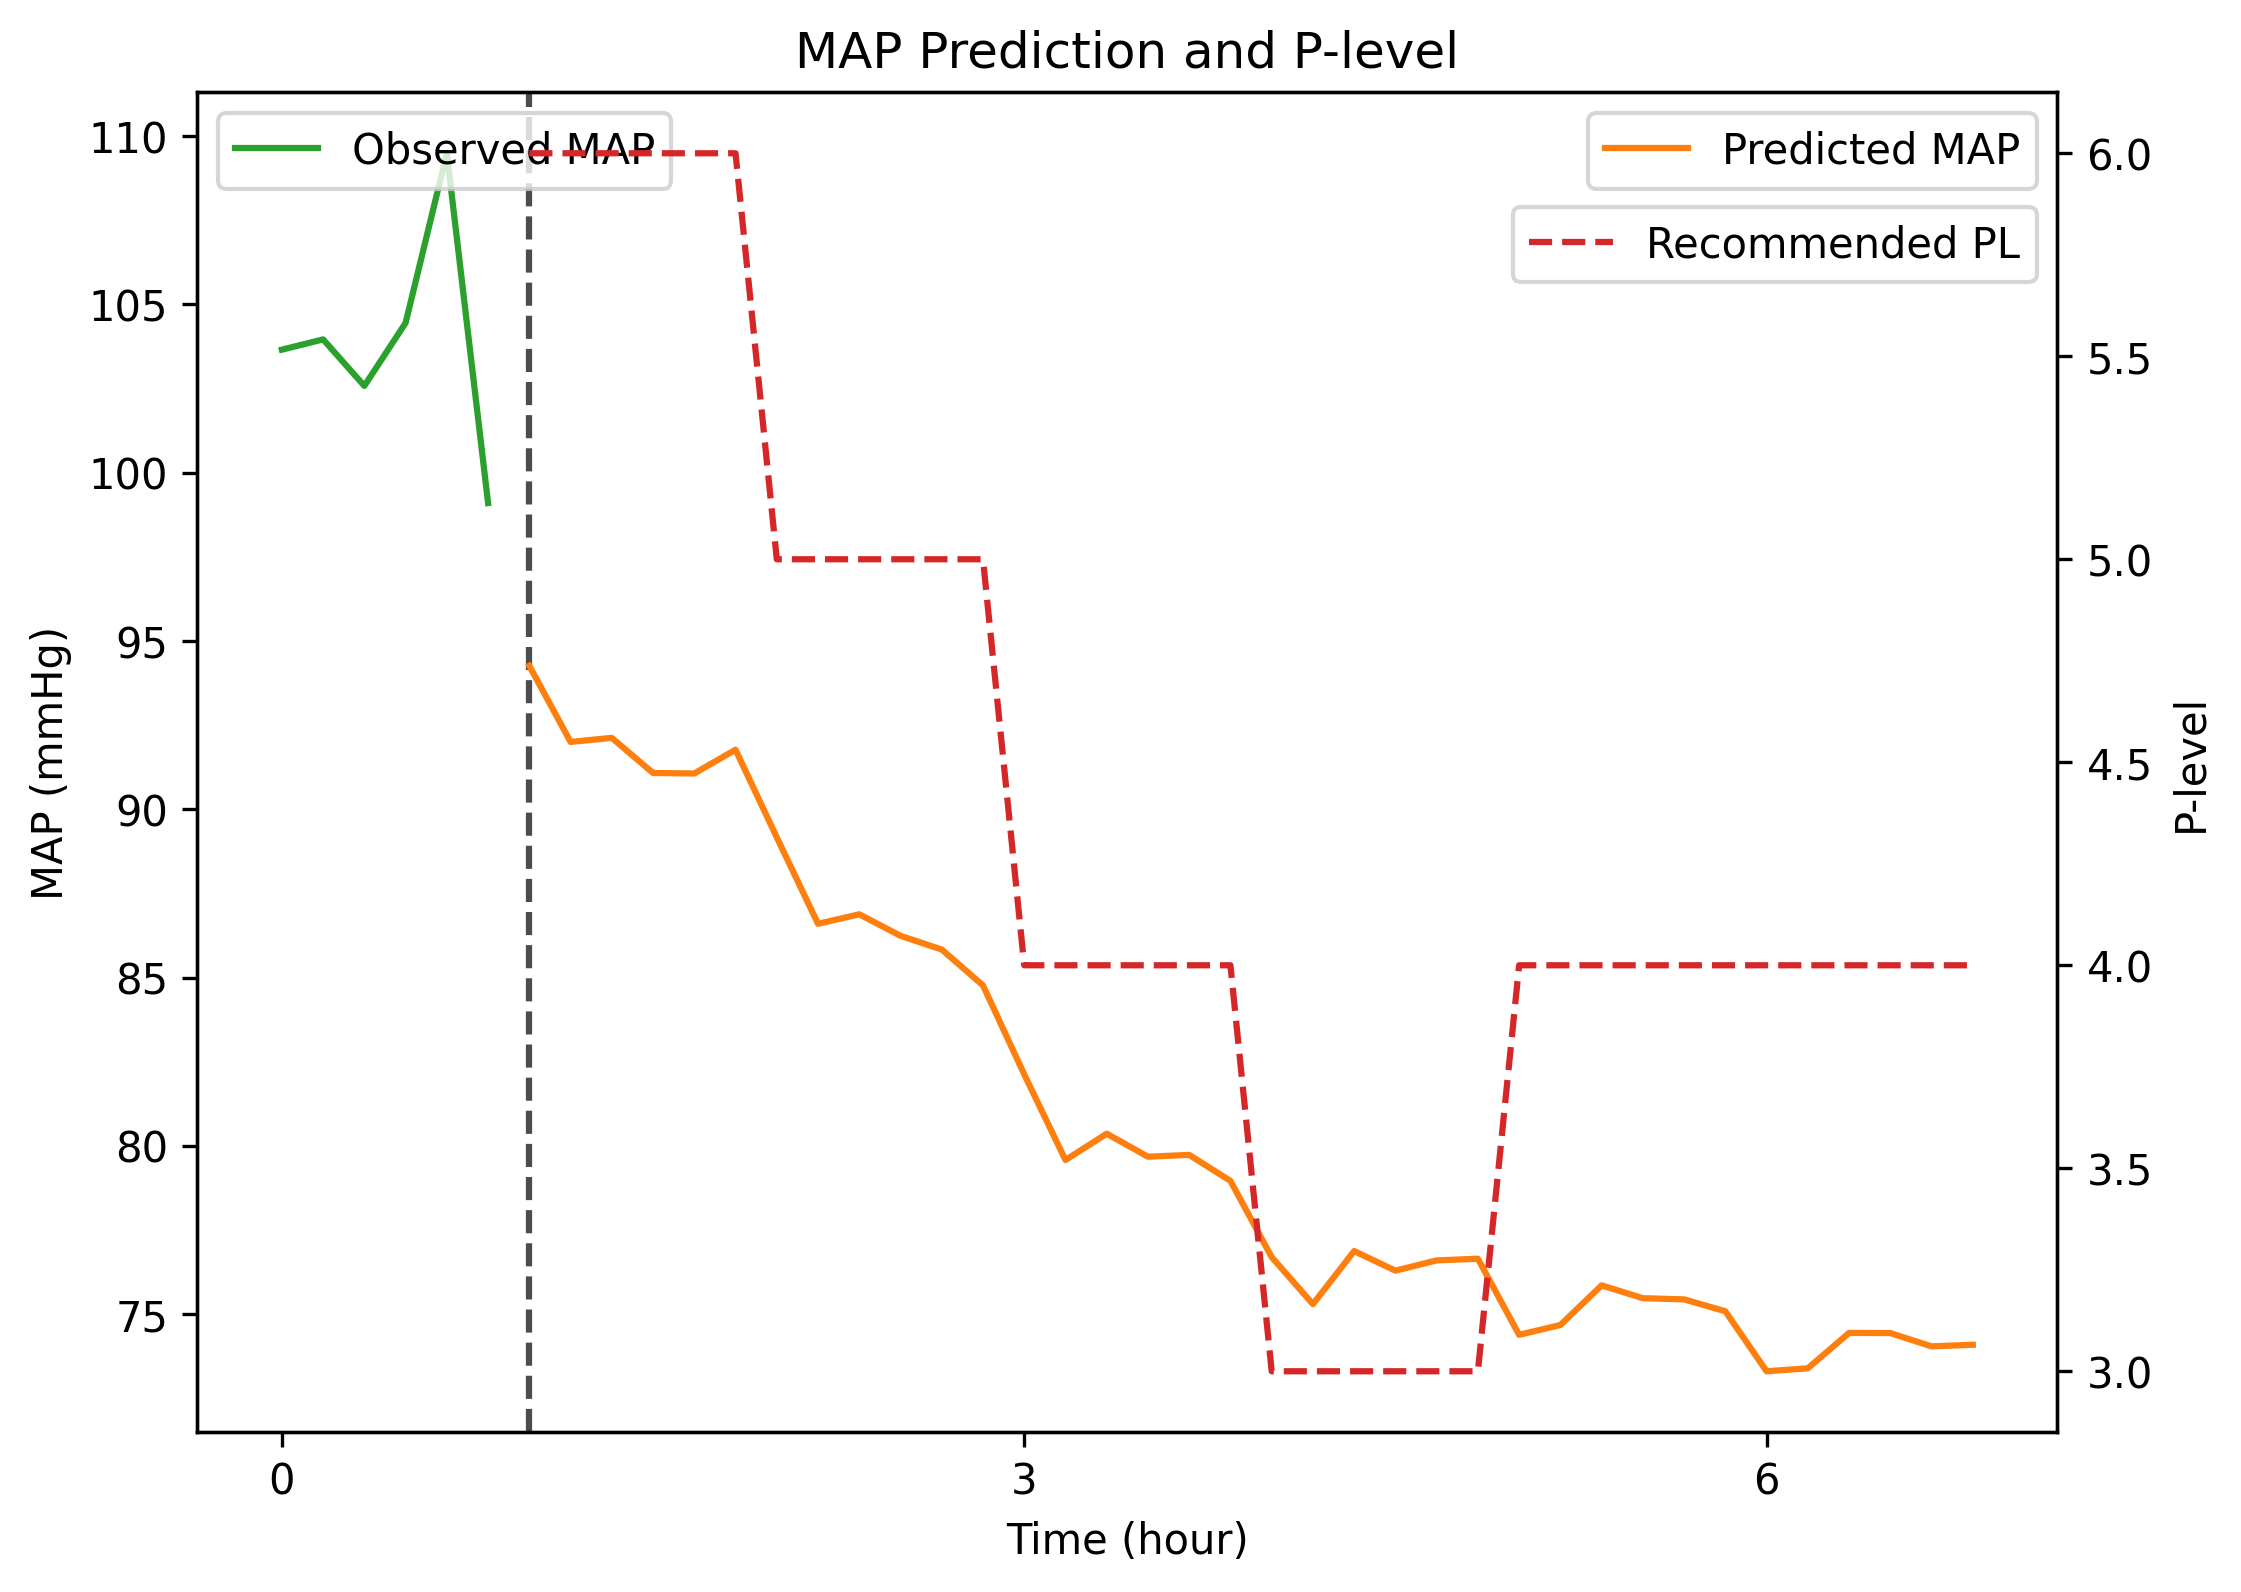 MAP Prediction and P-level
Observed MAP
Predicted MAP
Recommended PL
110
105
100
95
90
85
80
75
MAP (mmHg)
6.0
5.5
5.0
4.5
4.0
3.5
3.0
P-level
0
3
6
Time (hour)